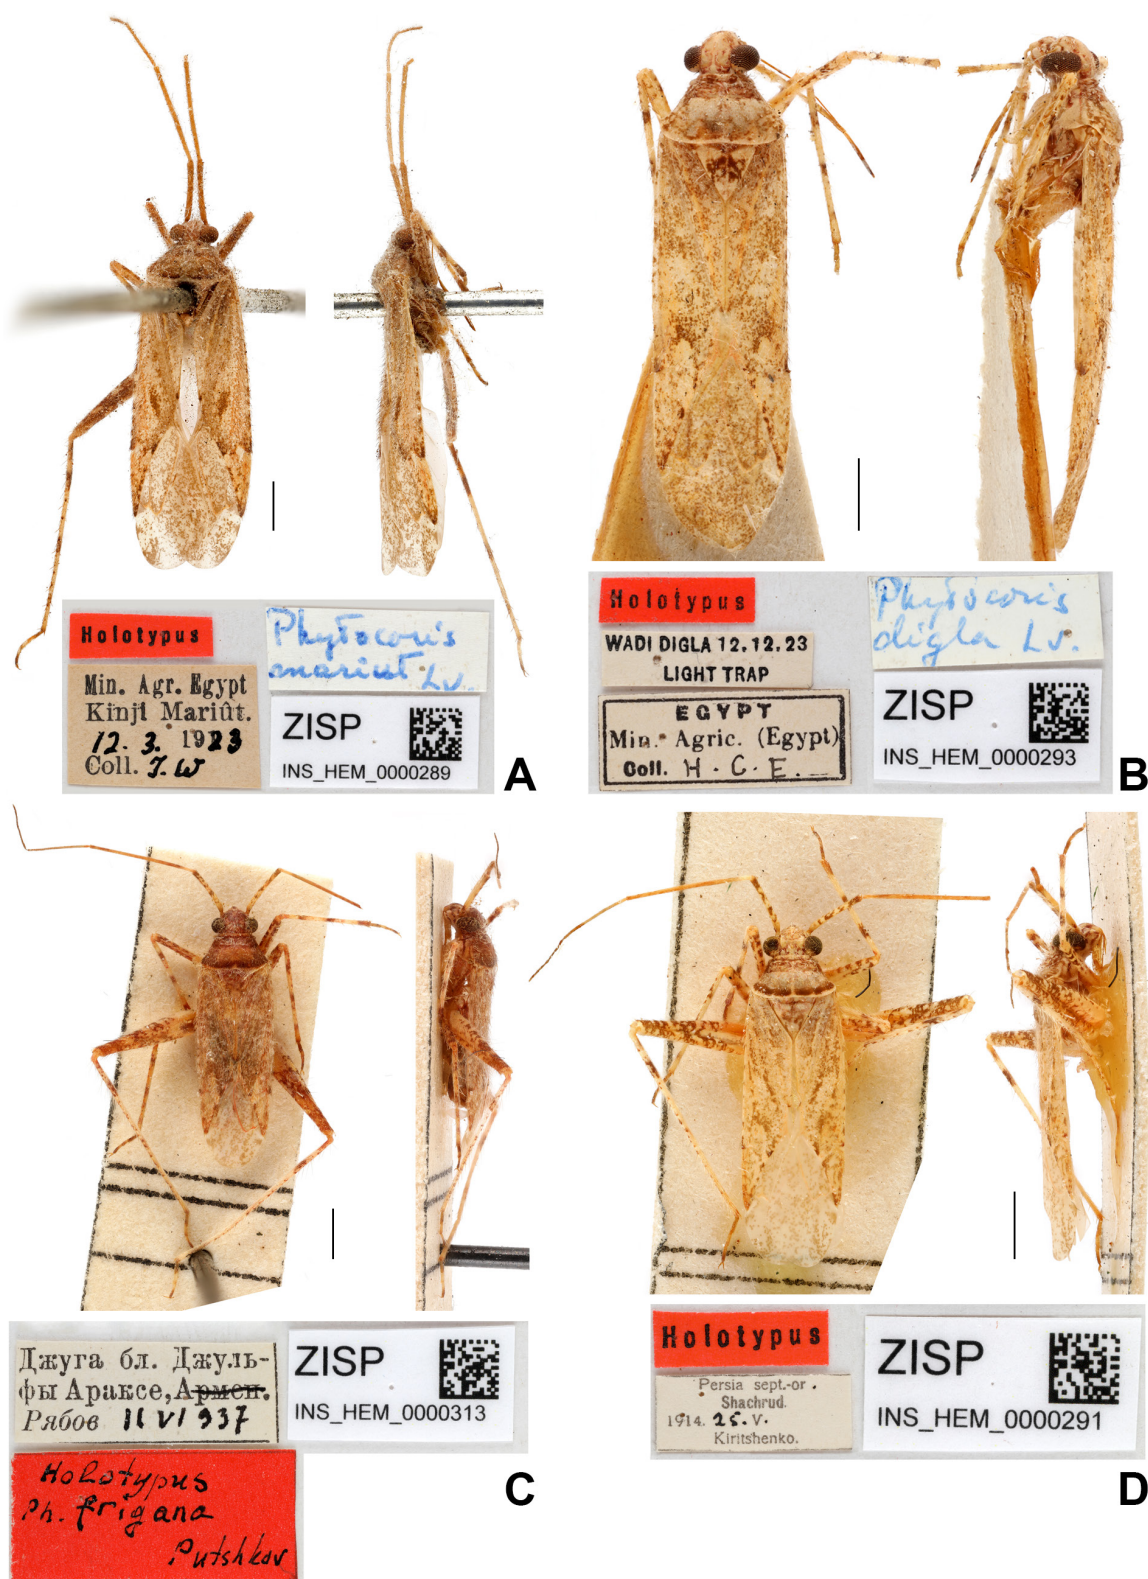 Holotypus
Phytocoris
mariut Lv.
Min. Agr. Egypt
Kinji Mariût.
12. 3. 1923
Coll. J. W
ZISP
INS_HEM_0000289
A
Holotypus
Phytocoris
digla Lv.
WADI DIGLA 12.12.23
LIGHT TRAP
EGYPT
Min. Agric. (Egypt)
Coll. H. C. E.
ZISP
INS_HEM_0000293
B
Джуга бл. Джуль-
фы Араксе, Армен.
Рябов II VI 937
ZISP
INS_HEM_0000313
Holotypus
Ph. frigana
Putshkov
C
Holotypus
Persia sept.-or.
Shachrud.
1914. 25. V.
Kiritshenko.
ZISP
INS_HEM_0000291
D